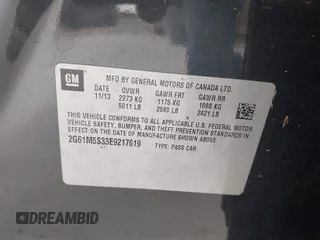 GM
MFD BY GENERAL MOTORS OF CANADA LTD.
11/13 GVWR GAWR FRT GAWR RR
2273 KG 1175 KG 1098 KG
5011 LB 2590 LB 2421 LB
THIS VEHICLE CONFORMS TO ALL APPLICABLE U.S. FEDERAL MOTOR
VEHICLE SAFETY, BUMPER, AND THEFT PREVENTION STANDARDS
IN EFFECT ON THE DATE OF MANUFACTURE SHOWN ABOVE.
2G61M5S33E9217619 TYPE: PASS CAR
DREAMBID